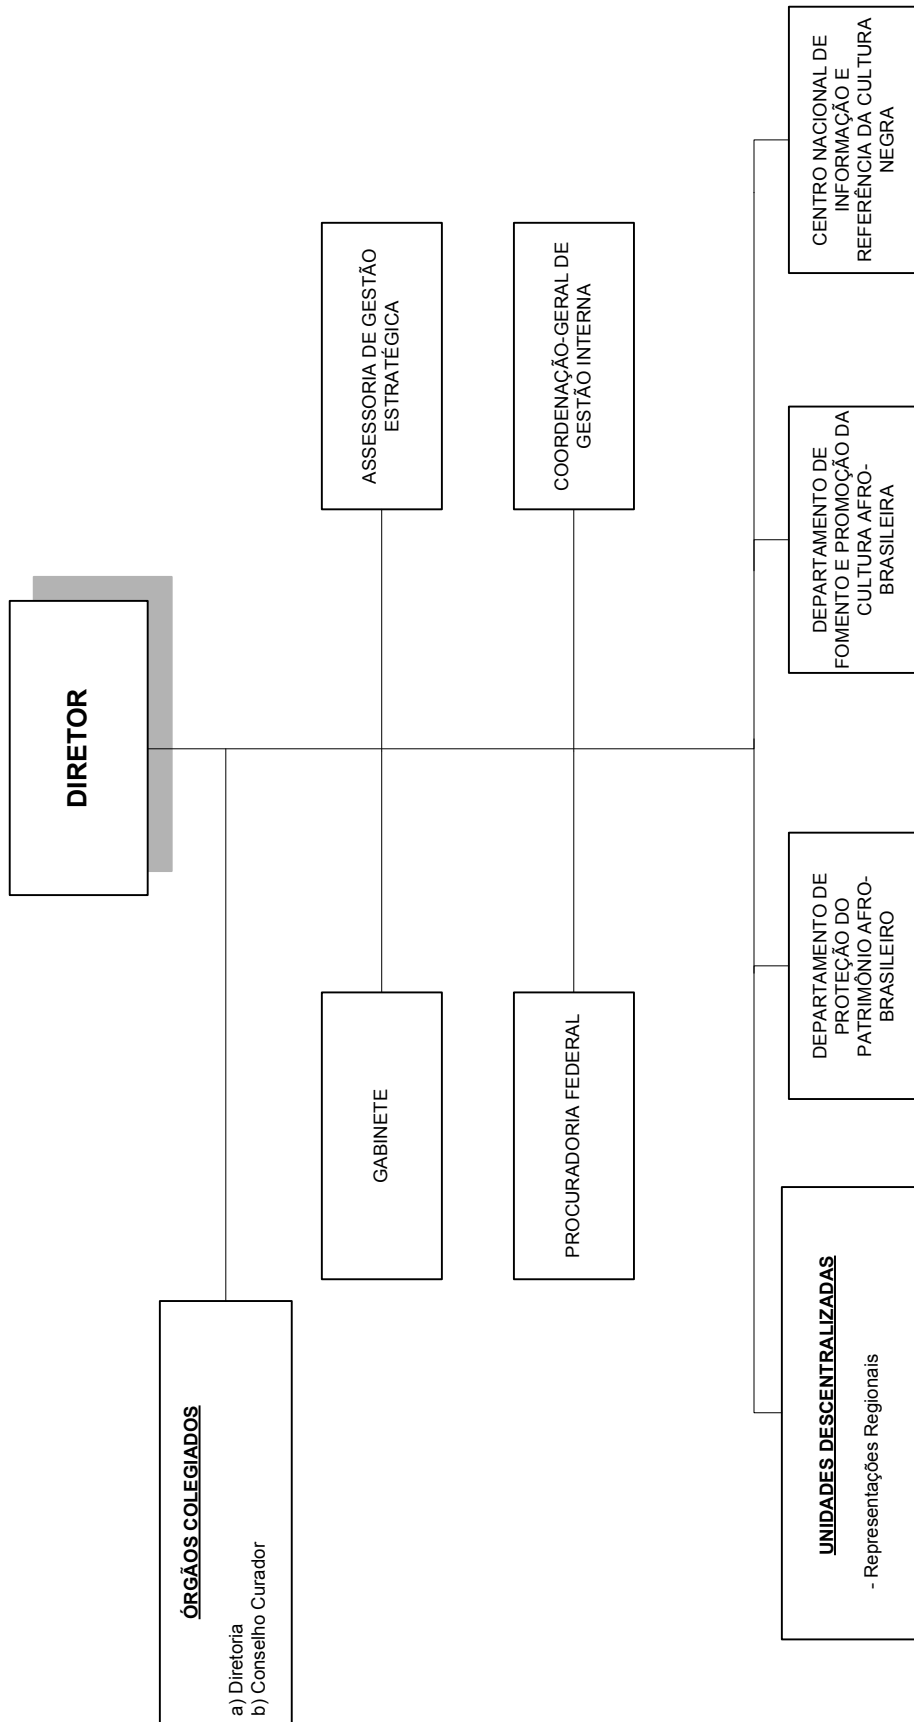 DIRETOR
ÓRGÃOS COLEGIADOS
a) Diretoria
b) Conselho Curador
GABINETE
ASSESSORIA DE GESTÃO
ESTRATÉGICA
PROCURADORIA FEDERAL
COORDENAÇÃO-GERAL DE
GESTÃO INTERNA
UNIDADES DESCENTRALIZADAS
- Representações Regionais
DEPARTAMENTO DE
PROTEÇÃO DO
PATRIMÔNIO AFRO-
BRASILEIRO
DEPARTAMENTO DE
FOMENTO E PROMOÇÃO DA
CULTURA AFRO-
BRASILEIRA
CENTRO NACIONAL DE
INFORMAÇÃO E
REFERÊNCIA DA CULTURA
NEGRA